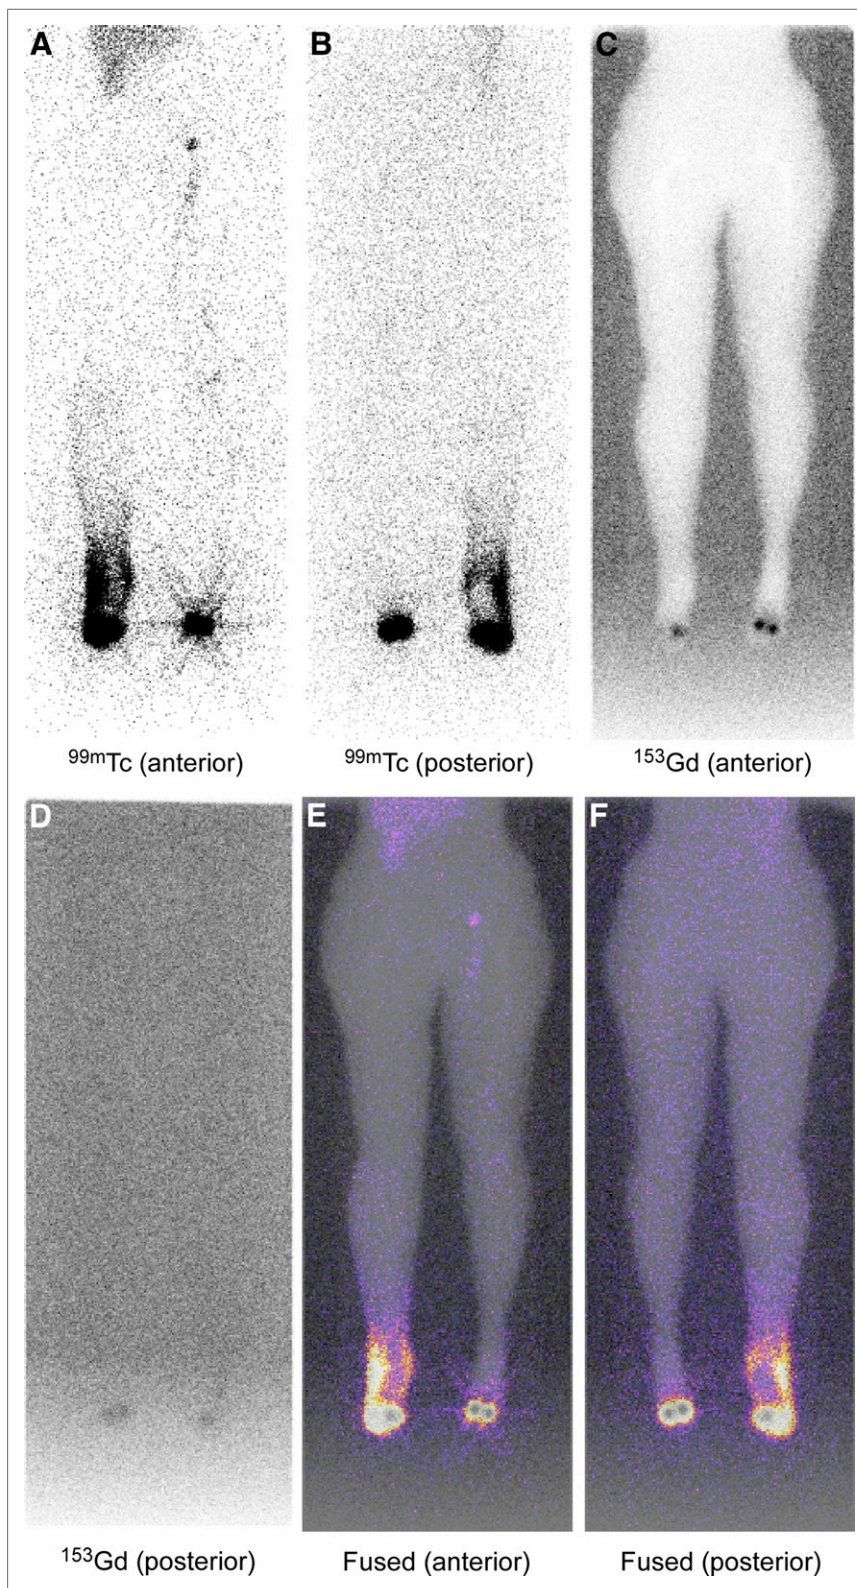 A
B
C
⁹⁹ᵐTc (anterior)
⁹⁹ᵐTc (posterior)
¹⁵³Gd (anterior)
D
E
F
¹⁵³Gd (posterior)
Fused (anterior)
Fused (posterior)